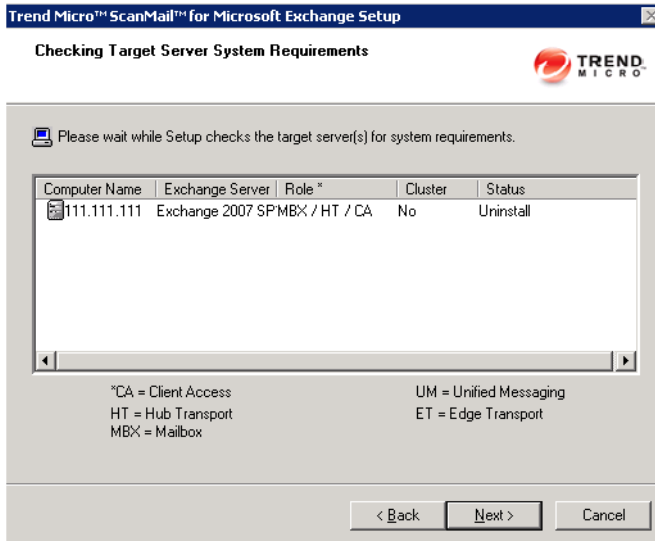 Trend Micro™ ScanMail™ for Microsoft Exchange Setup
Checking Target Server System Requirements
TREND
MICRO
Please wait while Setup checks the target server(s) for system requirements.
Computer Name Exchange Server Role * Cluster Status
111.111.111 Exchange 2007 SP MBX / HT / CA No Uninstall
*CA = Client Access UM = Unified Messaging
HT = Hub Transport ET = Edge Transport
MBX = Mailbox
< Back Next > Cancel